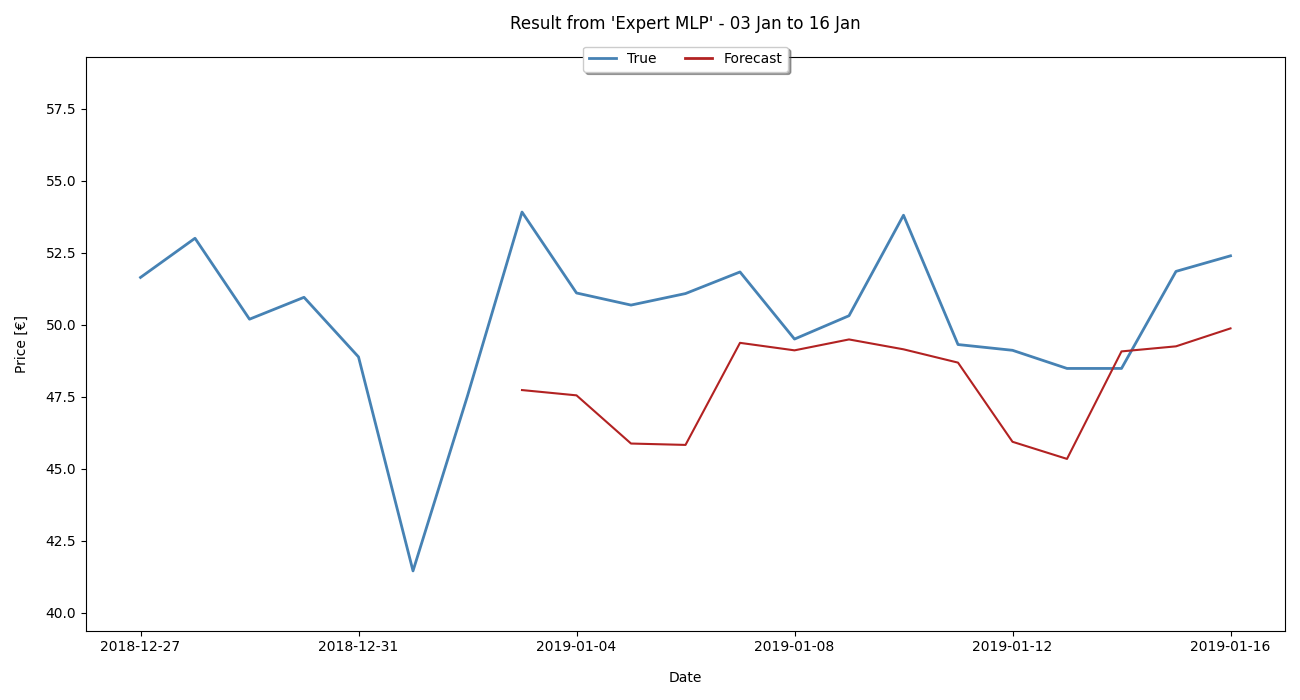 Result from 'Expert MLP' - 03 Jan to 16 Jan
True Forecast
57.5
55.0
52.5
50.0
47.5
45.0
42.5
40.0
Price [€]
2018-12-27 2018-12-31 2019-01-04 2019-01-08 2019-01-12 2019-01-16
Date